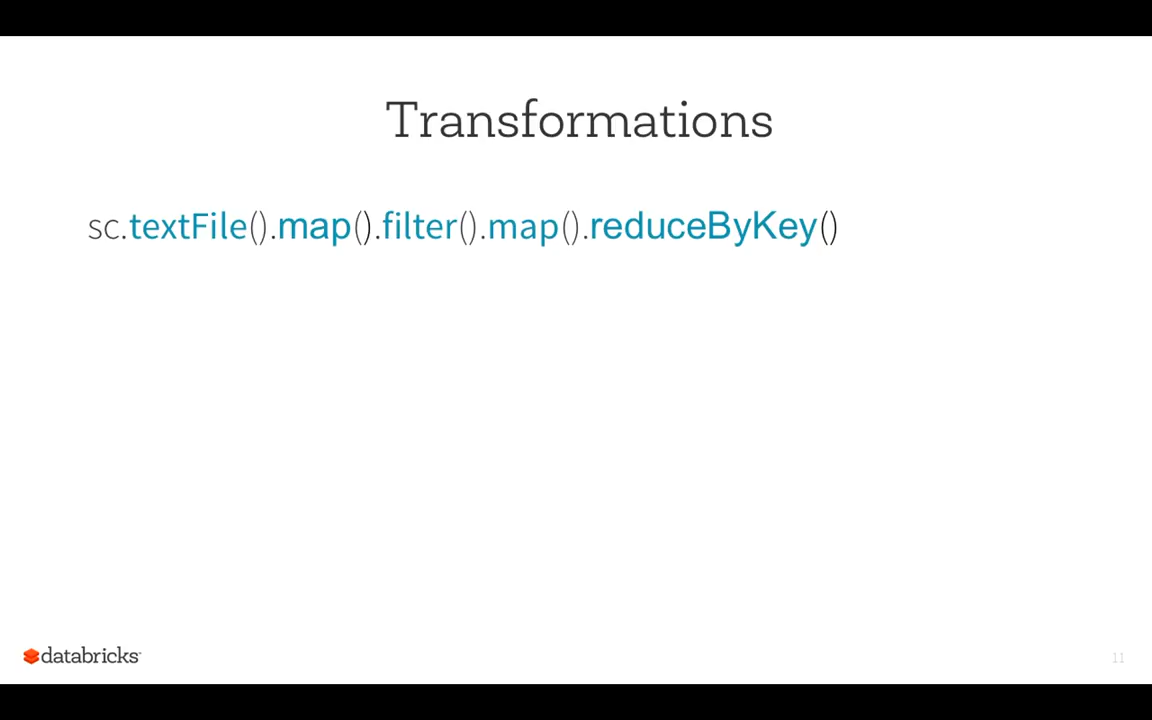 Transformations
sc.textFile().map().filter().map().reduceByKey()
databricks
11